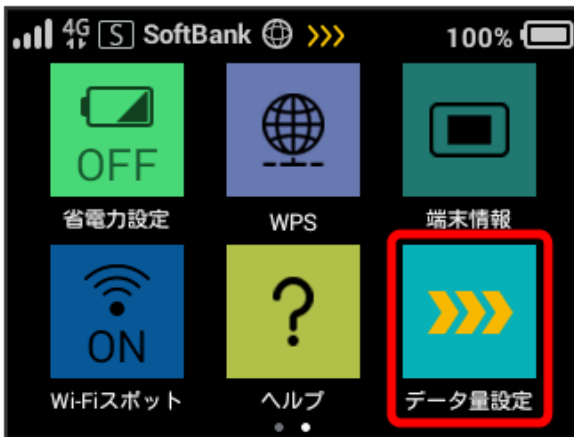 4G S SoftBank 100%
OFF
省電力設定 WPS 端末情報
ON ?
Wi-Fiスポット ヘルプ データ量設定